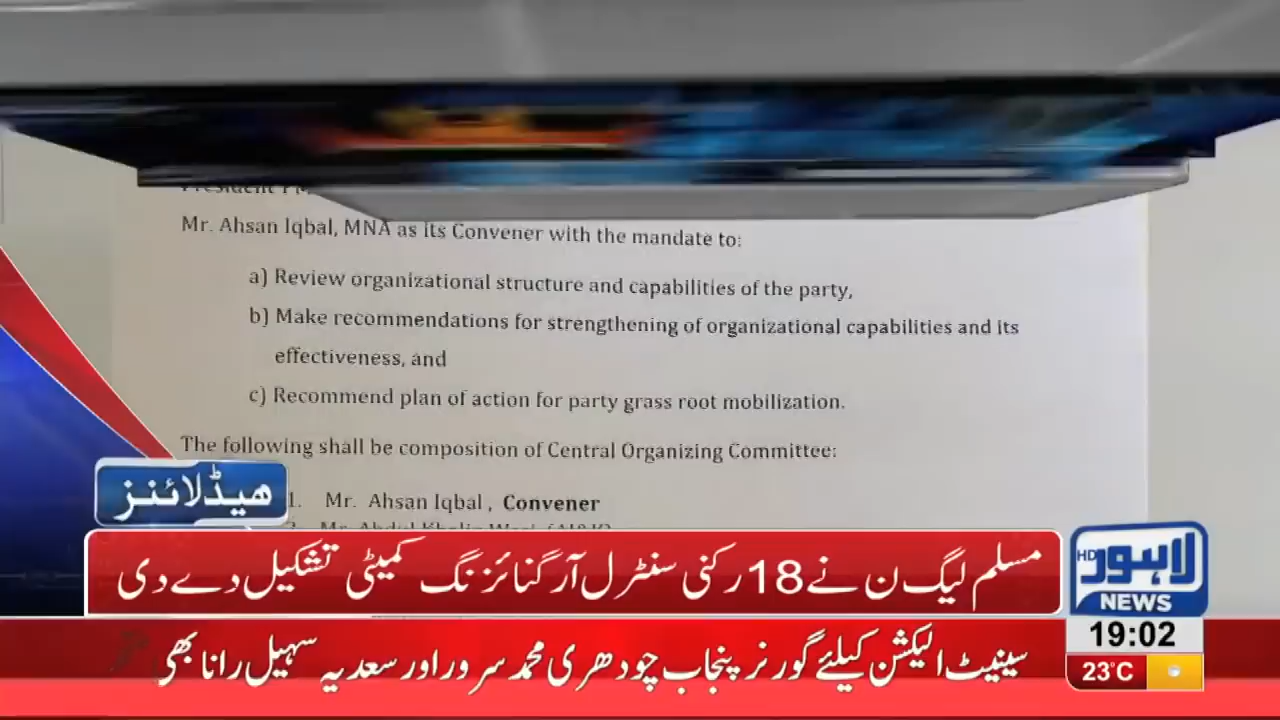 President PM
Mr. Ahsan Iqbal, MNA as its Convener with the mandate to:
a) Review organizational structure and capabilities of the party,
b) Make recommendations for strengthening of organizational capabilities and its
effectiveness, and
c) Recommend plan of action for party grass root mobilization.
The following shall be composition of Central Organizing Committee:
1. Mr. Ahsan Iqbal, Convener
ھیڈلائنز
مسلم لیگ ن نے 18 رکنی سنٹرل آرگنائزنگ کمیٹی تشکیل دے دی
لاہور HD
NEWS
19:02
سینیٹ الیکشن کیلئے گورنر پنجاب چودھری محمد سرور اور سعدیہ سہیل رانا بھی
23°C